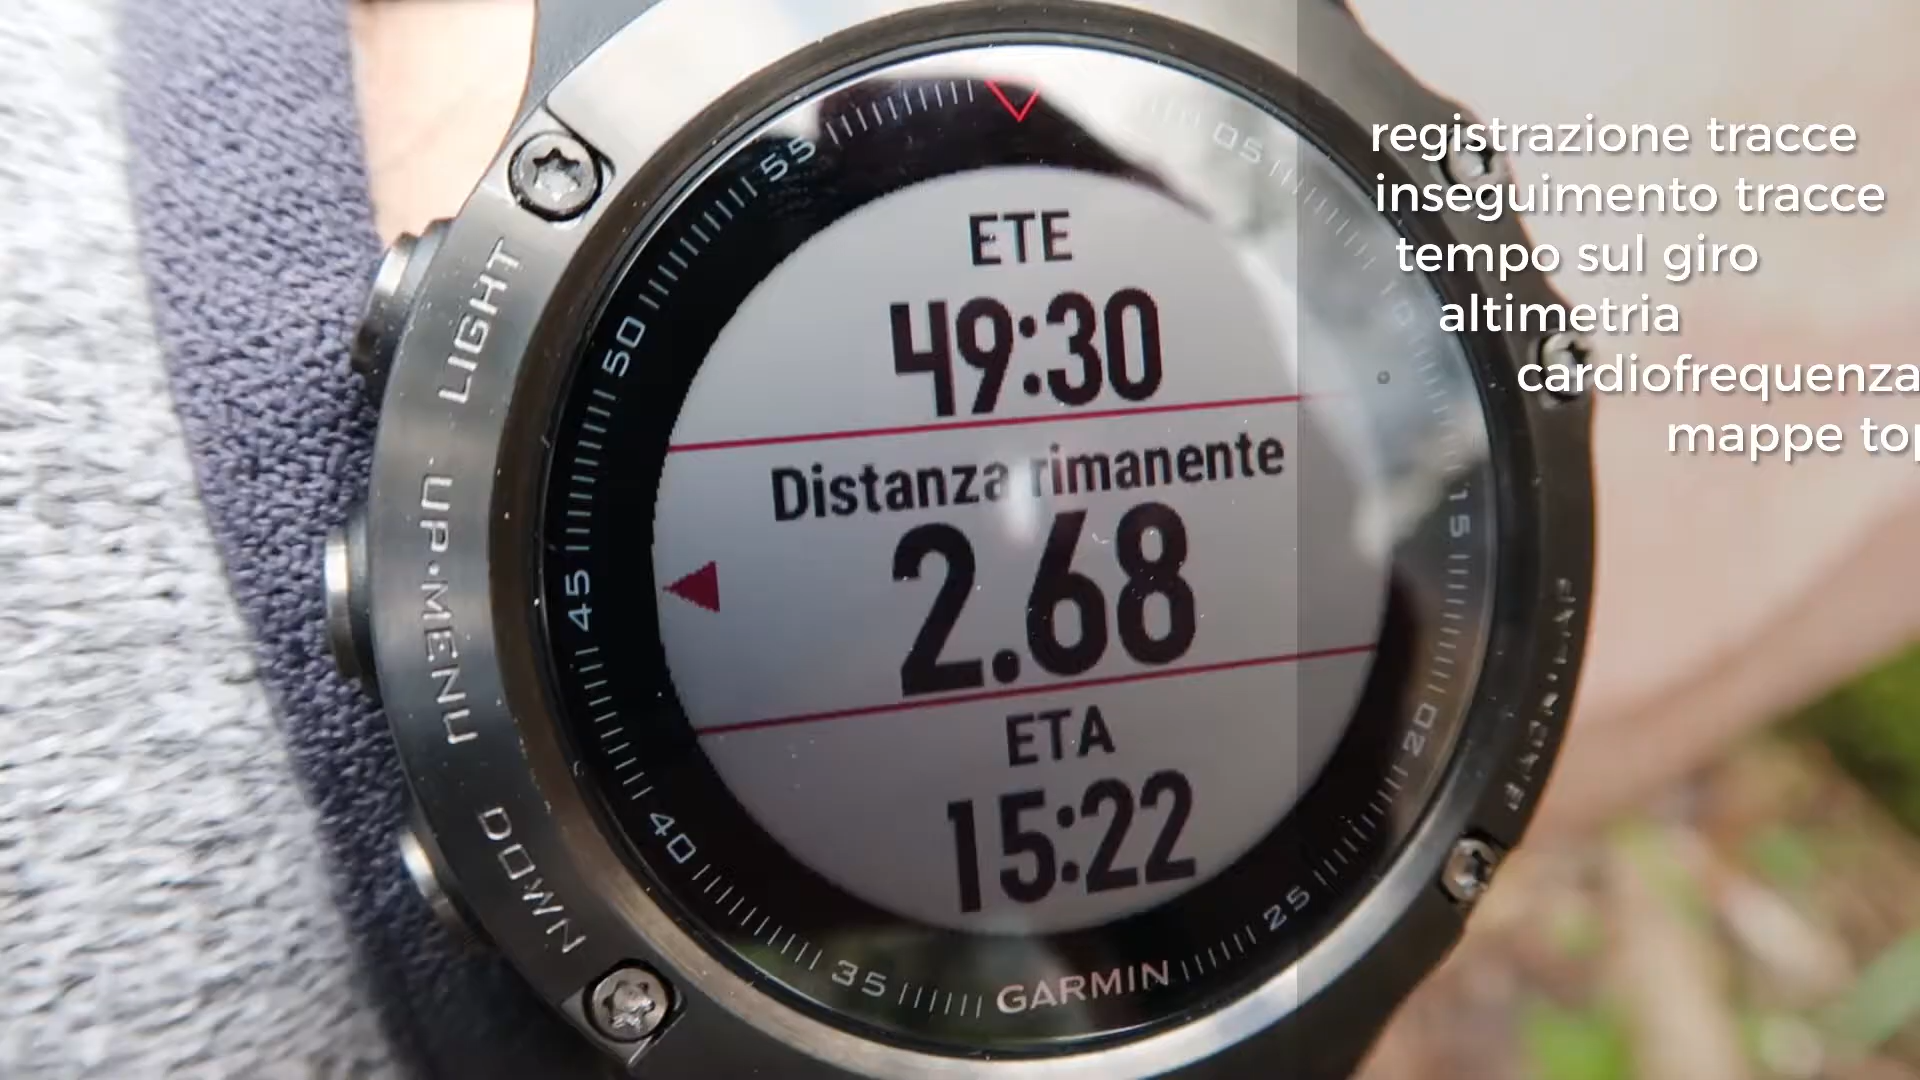 ETE
49:30
Distanza rimanente
2.68
ETA
15:22
55
05
50
45
15
40
20
35
25
GARMIN
LIGHT
UP·MENU
DOWN
registrazione tracce
inseguimento tracce
tempo sul giro
altimetria
cardiofrequenza
mappe top